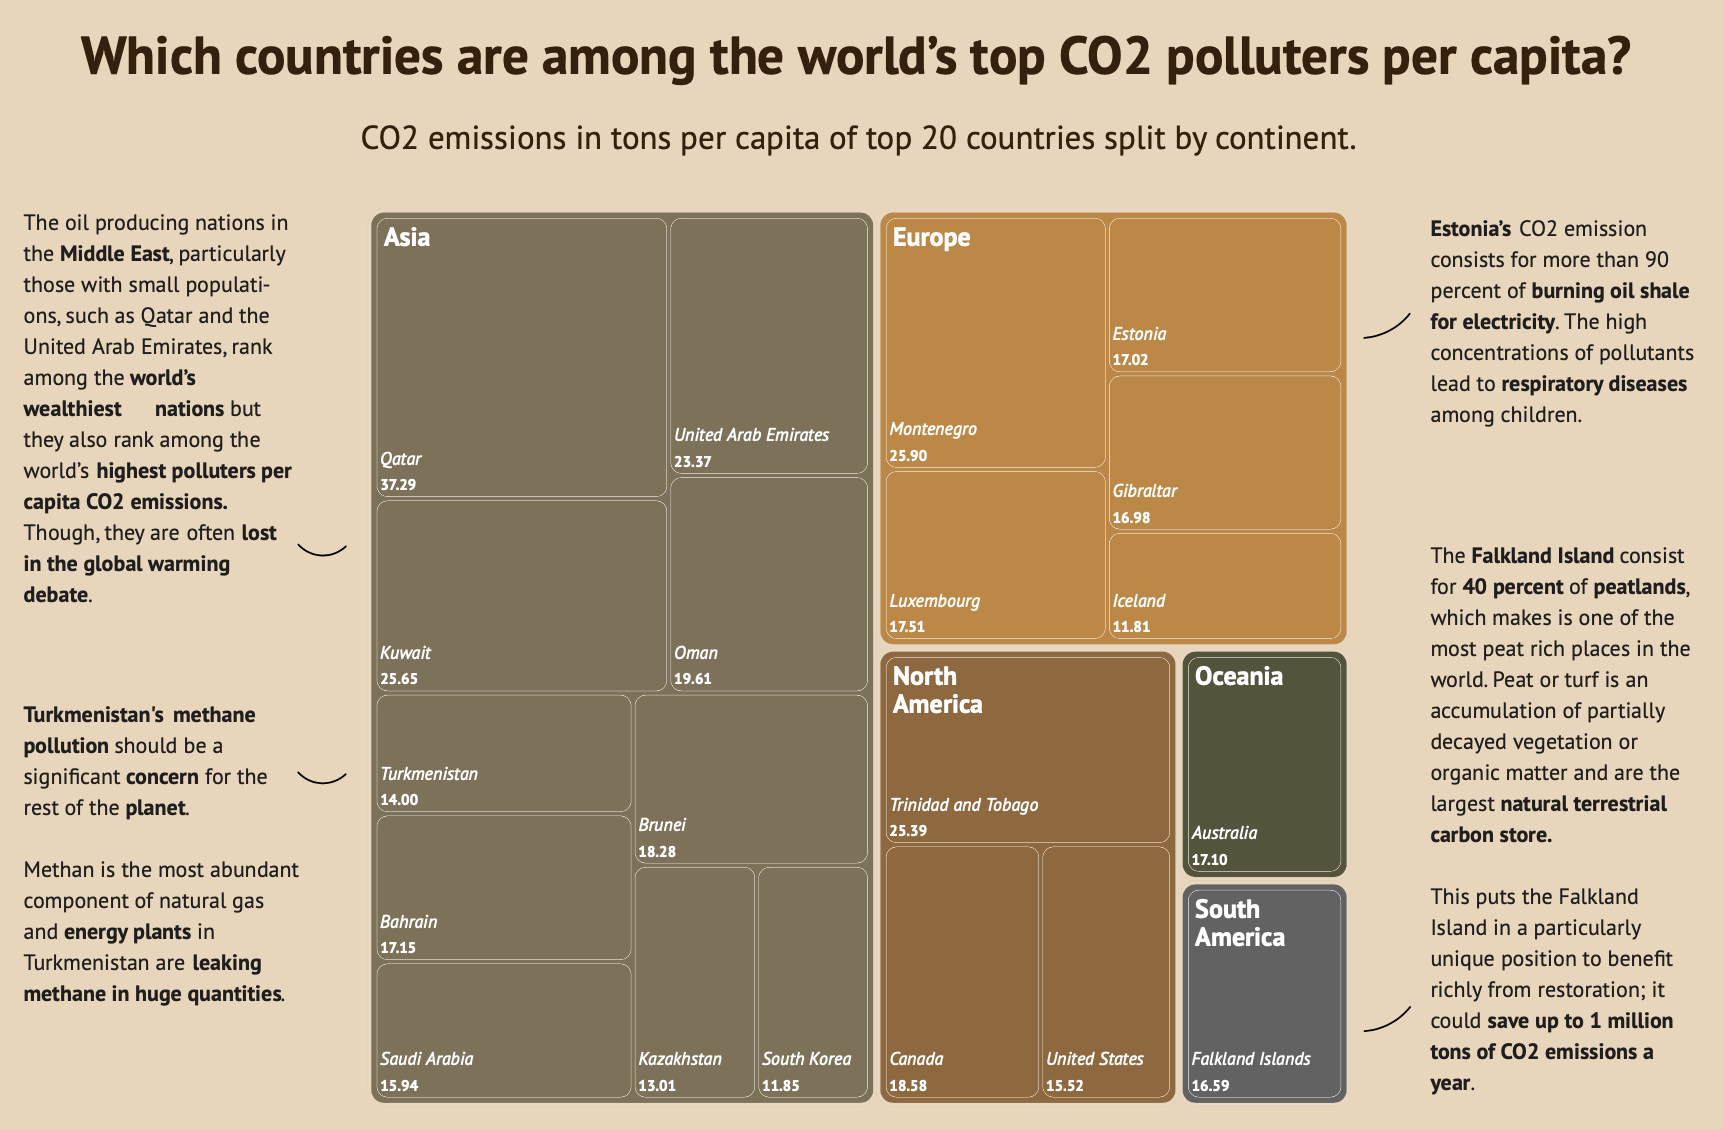 Which countries are among the world's top CO2 polluters per capita?
CO2 emissions in tons per capita of top 20 countries split by continent.
The oil producing nations in
the Middle East, particularly
those with small populati-
ons, such as Qatar and the
United Arab Emirates, rank
among the world's
wealthiest nations but
they also rank among the
world's highest polluters per
capita CO2 emissions.
Though, they are often lost
in the global warming
debate.
Turkmenistan's methane
pollution should be a
significant concern for the
rest of the planet.
Methan is the most abundant
component of natural gas
and energy plants in
Turkmenistan are leaking
methane in huge quantities.
Asia
Qatar
37.29
United Arab Emirates
23.37
Kuwait
25.65
Oman
19.61
Turkmenistan
14.00
Brunei
18.28
Bahrain
17.15
Saudi Arabia
15.94
Kazakhstan
13.01
South Korea
11.85
Europe
Montenegro
25.90
Estonia
17.02
Gibraltar
16.98
Luxembourg
17.51
Iceland
11.81
North
America
Trinidad and Tobago
25.39
Canada
18.58
United States
15.52
Oceania
Australia
17.10
South
America
Falkland Islands
16.59
Estonia's CO2 emission
consists for more than 90
percent of burning oil shale
for electricity. The high
concentrations of pollutants
lead to respiratory diseases
among children.
The Falkland Island consist
for 40 percent of peatlands,
which makes is one of the
most peat rich places in the
world. Peat or turf is an
accumulation of partially
decayed vegetation or
organic matter and are the
largest natural terrestrial
carbon store.
This puts the Falkland
Island in a particularly
unique position to benefit
richly from restoration; it
could save up to 1 million
tons of CO2 emissions a
year.